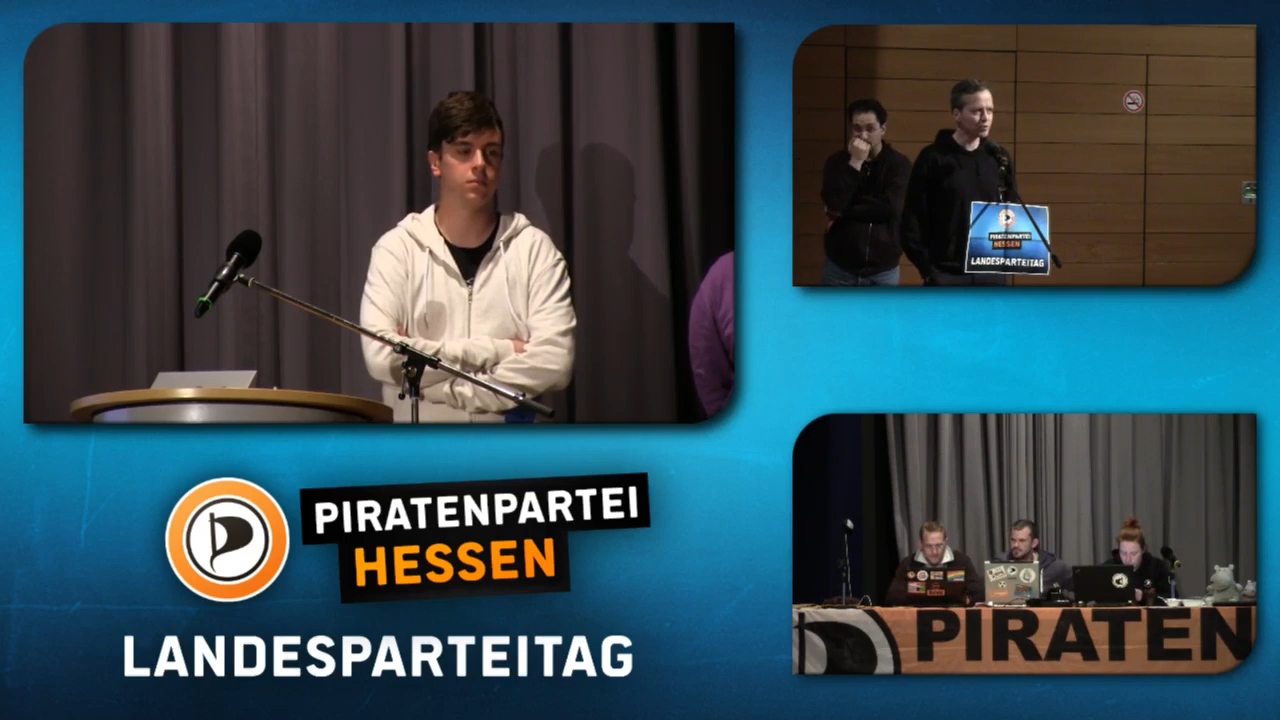 PIRATENPARTEI
HESSEN
LANDESPARTEITAG
PIRATENPARTEI
HESSEN
LANDESPARTEITAG
PIRATEN